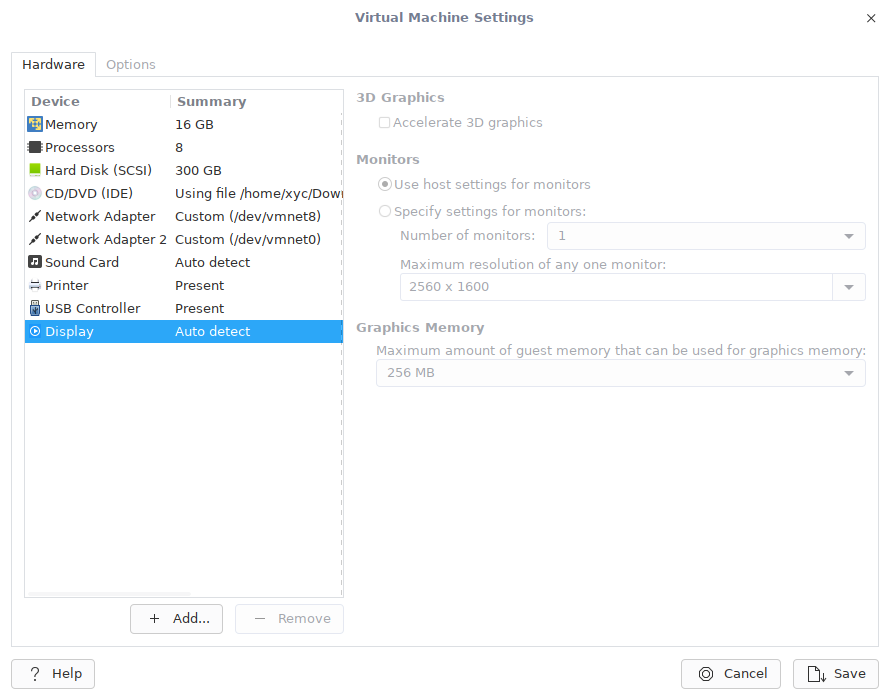 Virtual Machine Settings
Hardware Options
Device Summary
Memory 16 GB
Processors 8
Hard Disk (SCSI) 300 GB
CD/DVD (IDE) Using file /home/xyc/Dow
Network Adapter Custom (/dev/vmnet8)
Network Adapter 2 Custom (/dev/vmnet0)
Sound Card Auto detect
Printer Present
USB Controller Present
Display Auto detect
+ Add...
− Remove
3D Graphics
Accelerate 3D graphics
Monitors
Use host settings for monitors
Specify settings for monitors:
Number of monitors: 1
Maximum resolution of any one monitor:
2560 x 1600
Graphics Memory
Maximum amount of guest memory that can be used for graphics memory:
256 MB
? Help
Cancel
Save